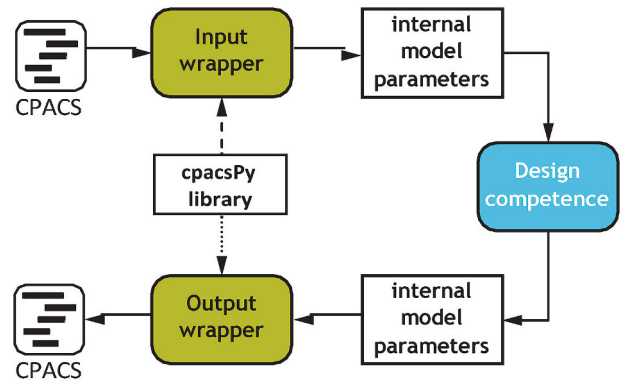 CPACS
Input
wrapper
internal
model
parameters
Design
competence
cpacsPy
library
CPACS
Output
wrapper
internal
model
parameters